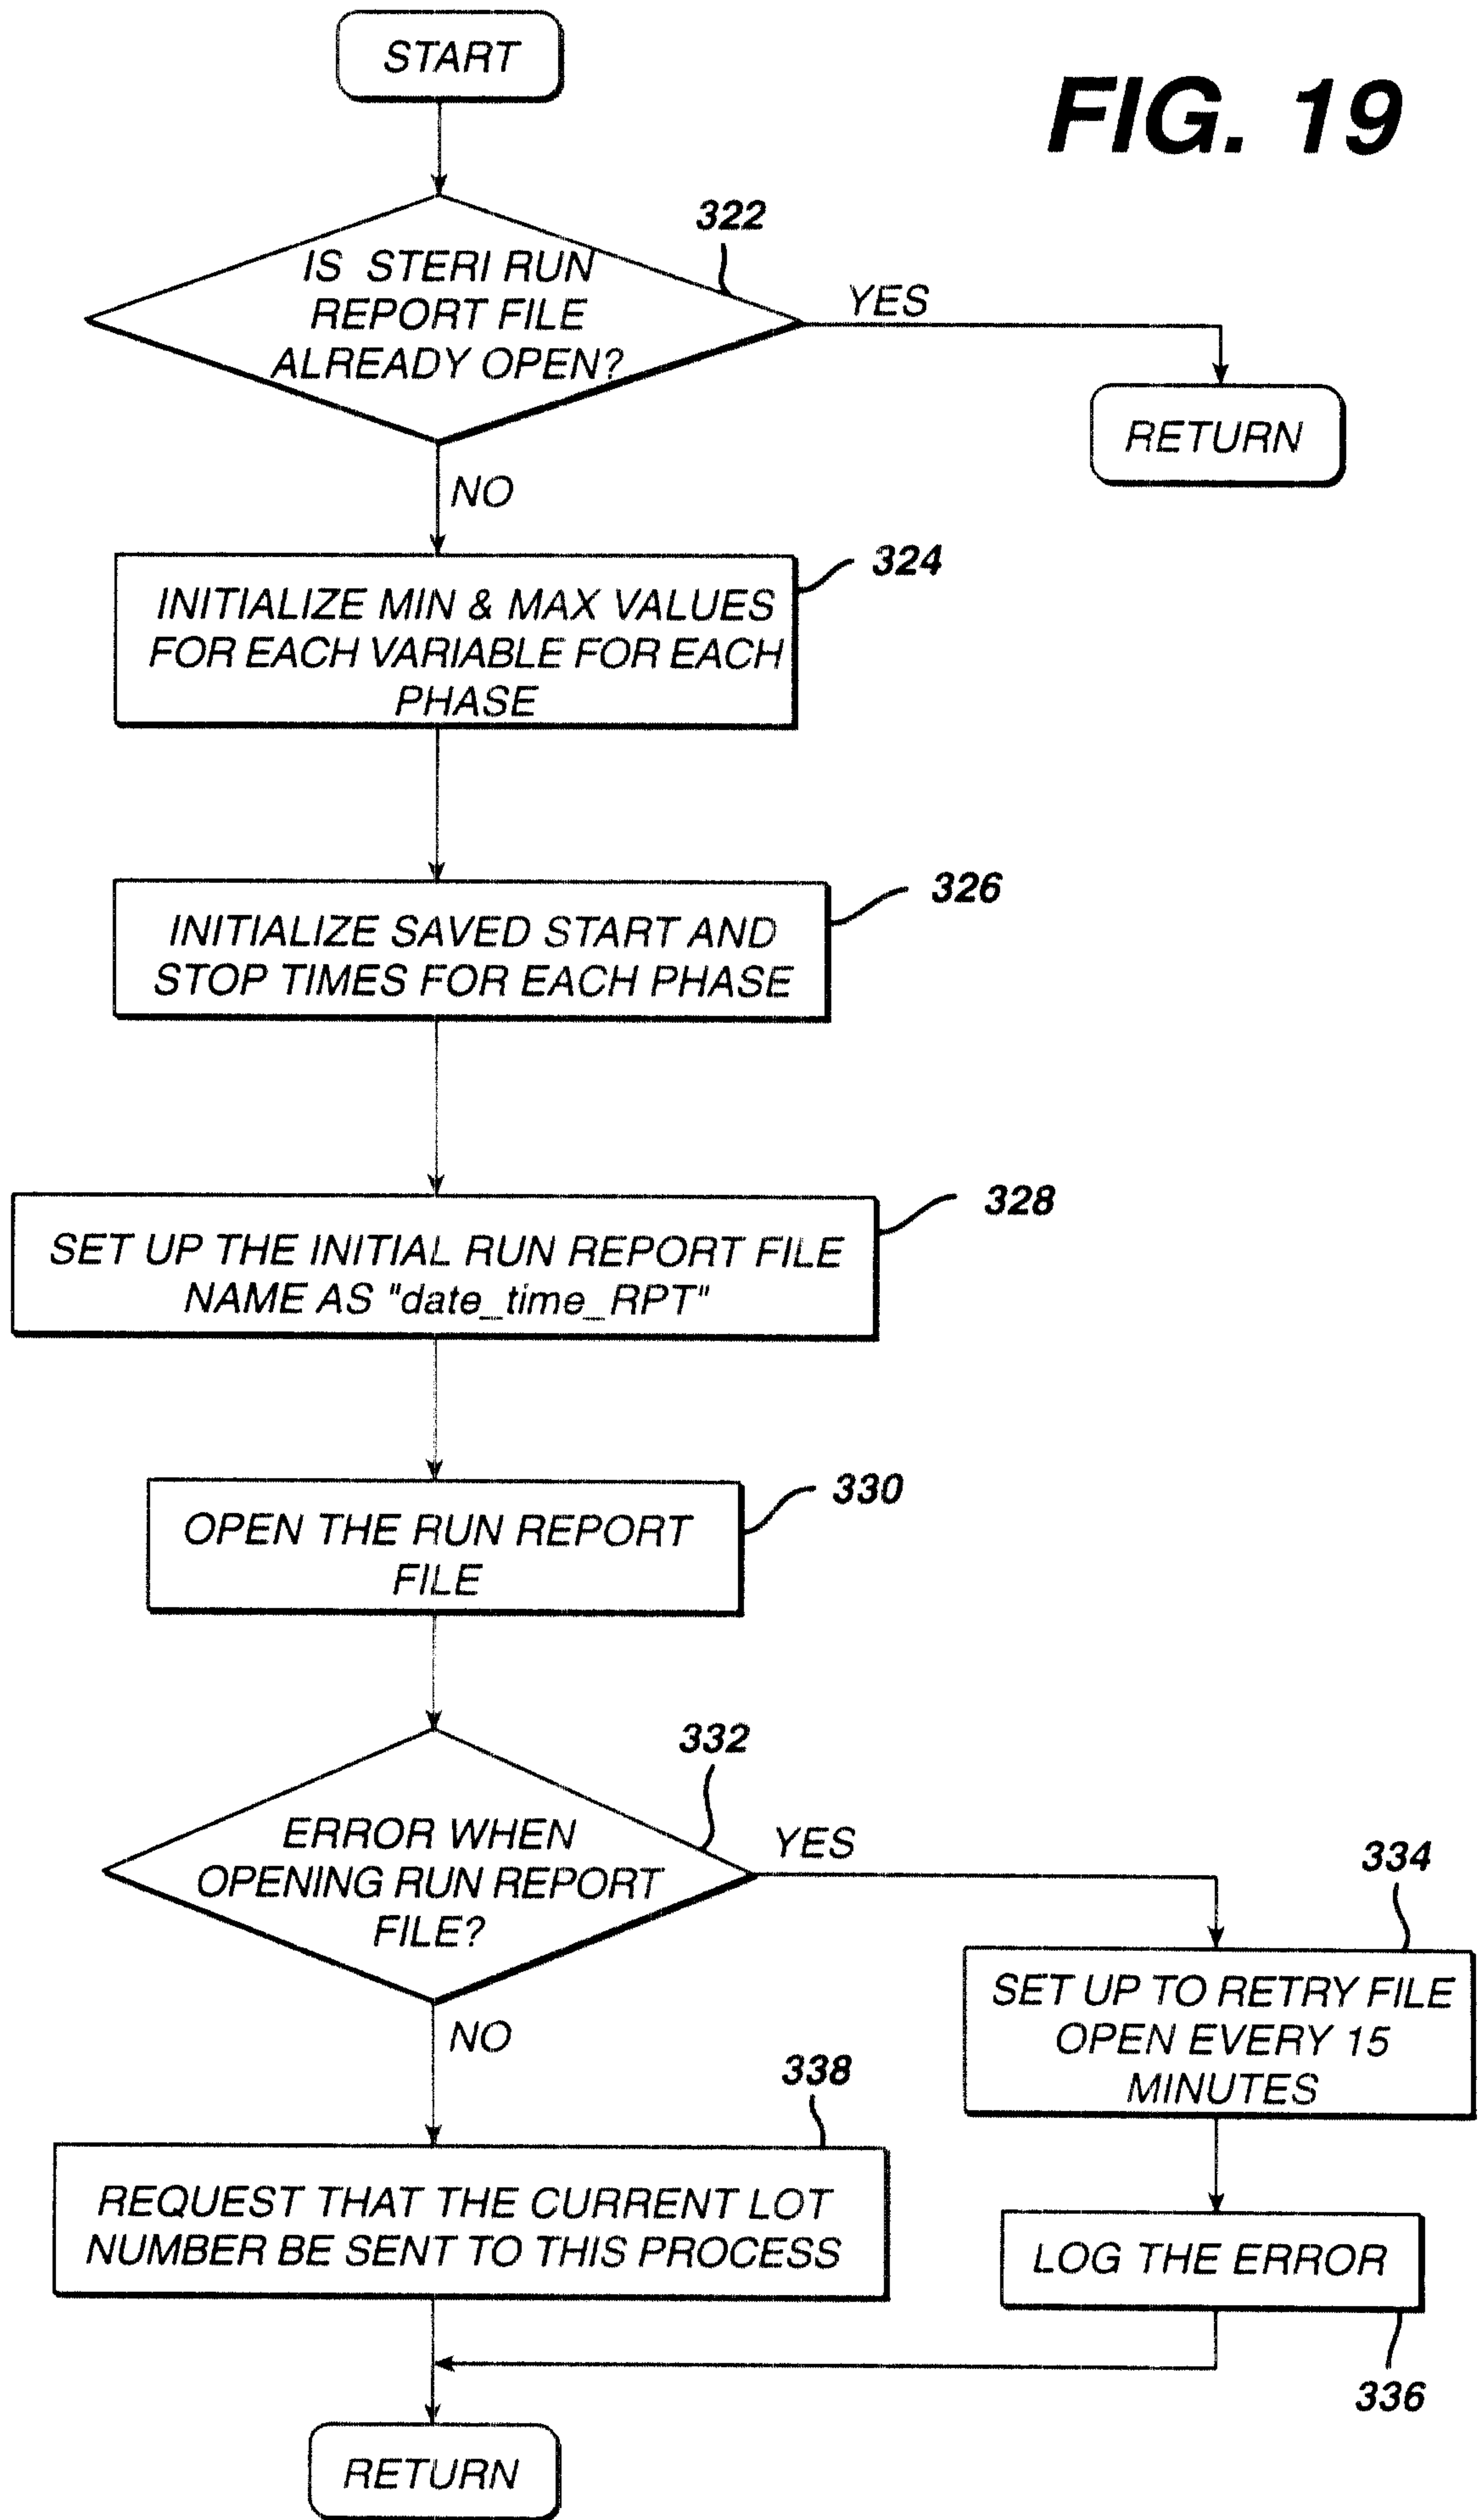 START
FIG. 19
322
IS STERI RUN
REPORT FILE
ALREADY OPEN?
YES
RETURN
NO
324
INITIALIZE MIN & MAX VALUES
FOR EACH VARIABLE FOR EACH
PHASE
326
INITIALIZE SAVED START AND
STOP TIMES FOR EACH PHASE
328
SET UP THE INITIAL RUN REPORT FILE
NAME AS "date_time_RPT"
330
OPEN THE RUN REPORT
FILE
332
ERROR WHEN
OPENING RUN REPORT
FILE?
YES
334
SET UP TO RETRY FILE
OPEN EVERY 15
MINUTES
NO
338
REQUEST THAT THE CURRENT LOT
NUMBER BE SENT TO THIS PROCESS
LOG THE ERROR
336
RETURN